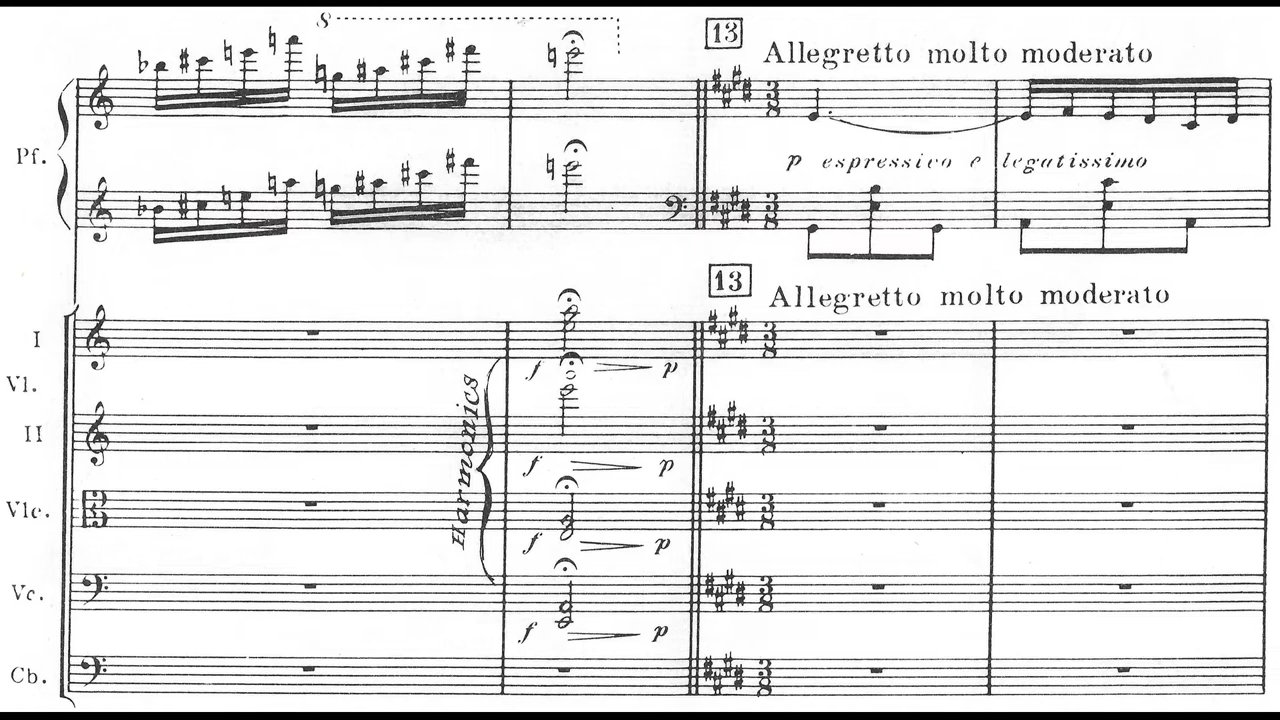 8
13
Allegretto molto moderato
Pf.
p espressivo e legatissimo
13
Allegretto molto moderato
I
Vl.
f p
II
Harmonics
f p
Vle.
f p
Vc.
f p
Cb.